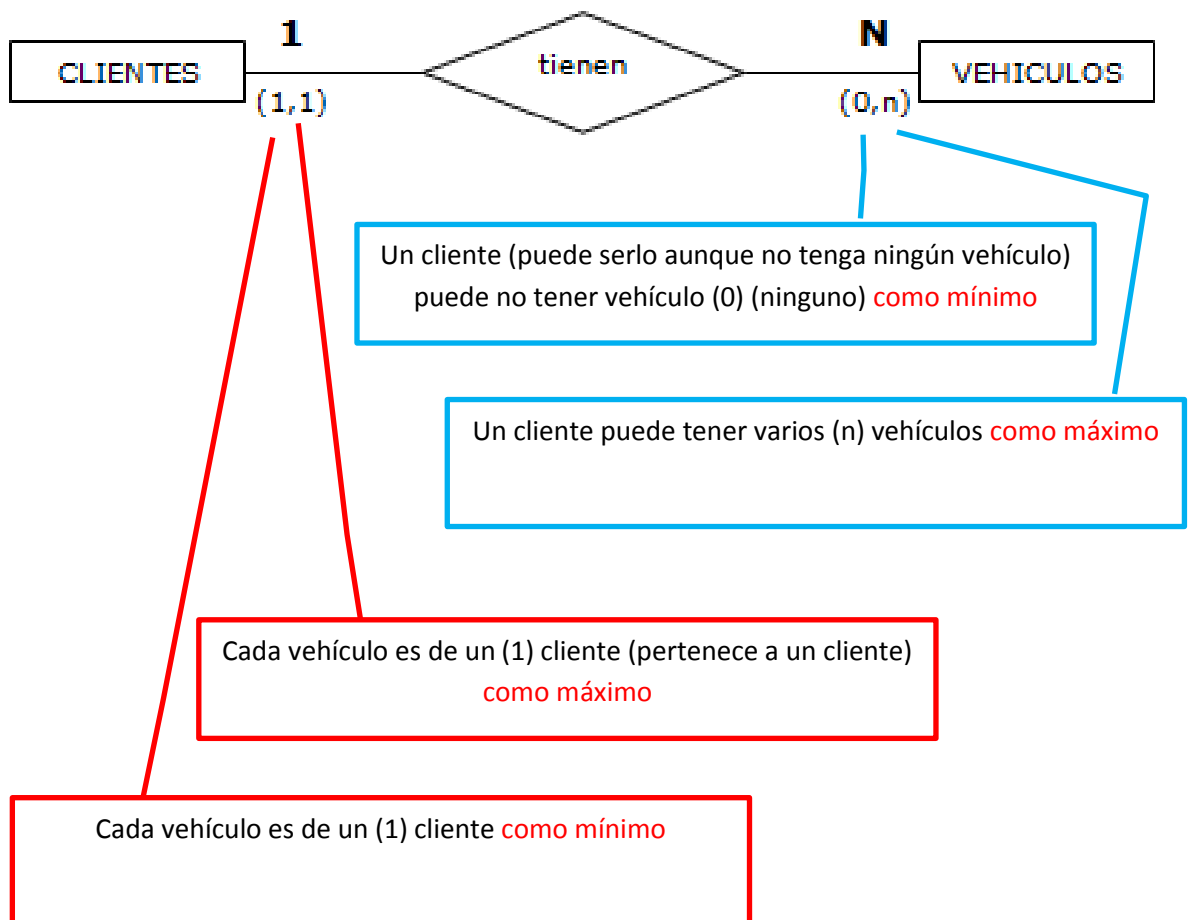 1
N
CLIENTES
tienen
VEHICULOS
(1,1)
(0,n)
Un cliente (puede serlo aunque no tenga ningún vehículo)
puede no tener vehículo (0) (ninguno) como mínimo
Un cliente puede tener varios (n) vehículos como máximo
Cada vehículo es de un (1) cliente (pertenece a un cliente)
como máximo
Cada vehículo es de un (1) cliente como mínimo